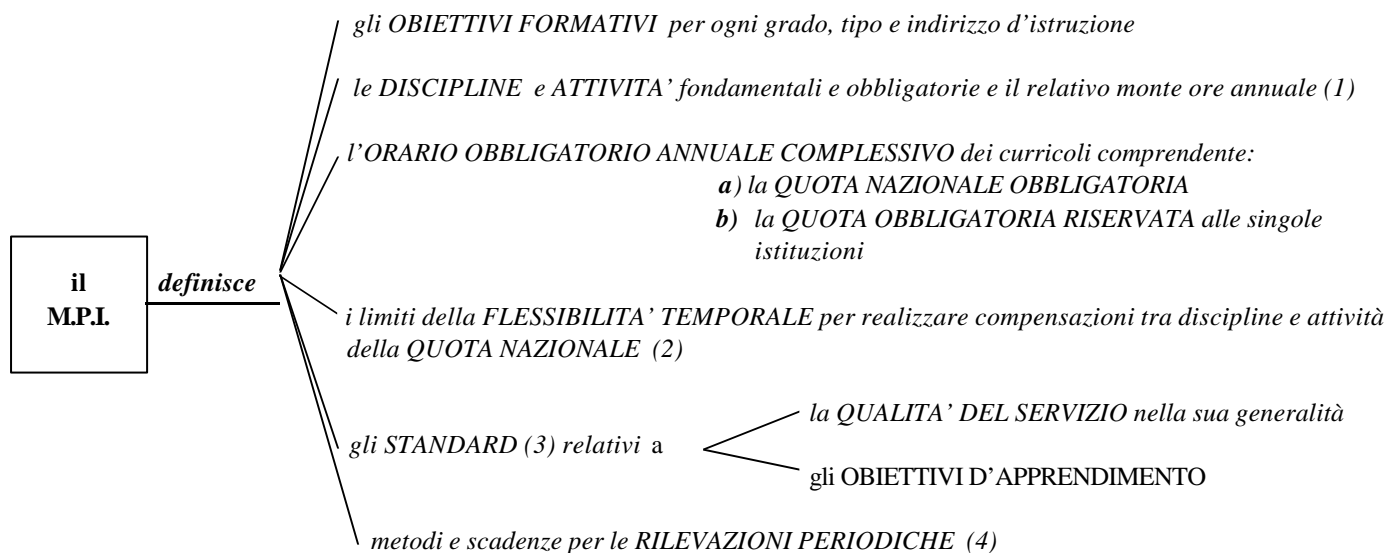 gli OBIETTIVI FORMATIVI per ogni grado, tipo e indirizzo d'istruzione
le DISCIPLINE e ATTIVITA' fondamentali e obbligatorie e il relativo monte ore annuale (1)
l'ORARIO OBBLIGATORIO ANNUALE COMPLESSIVO dei curricoli comprendente:
a) la QUOTA NAZIONALE OBBLIGATORIA
b) la QUOTA OBBLIGATORIA RISERVATA alle singole
istituzioni
il
M.P.I.
definisce
i limiti della FLESSIBILITA' TEMPORALE per realizzare compensazioni tra discipline e attività
della QUOTA NAZIONALE (2)
gli STANDARD (3) relativi a
la QUALITA' DEL SERVIZIO nella sua generalità
gli OBIETTIVI D'APPRENDIMENTO
metodi e scadenze per le RILEVAZIONI PERIODICHE (4)